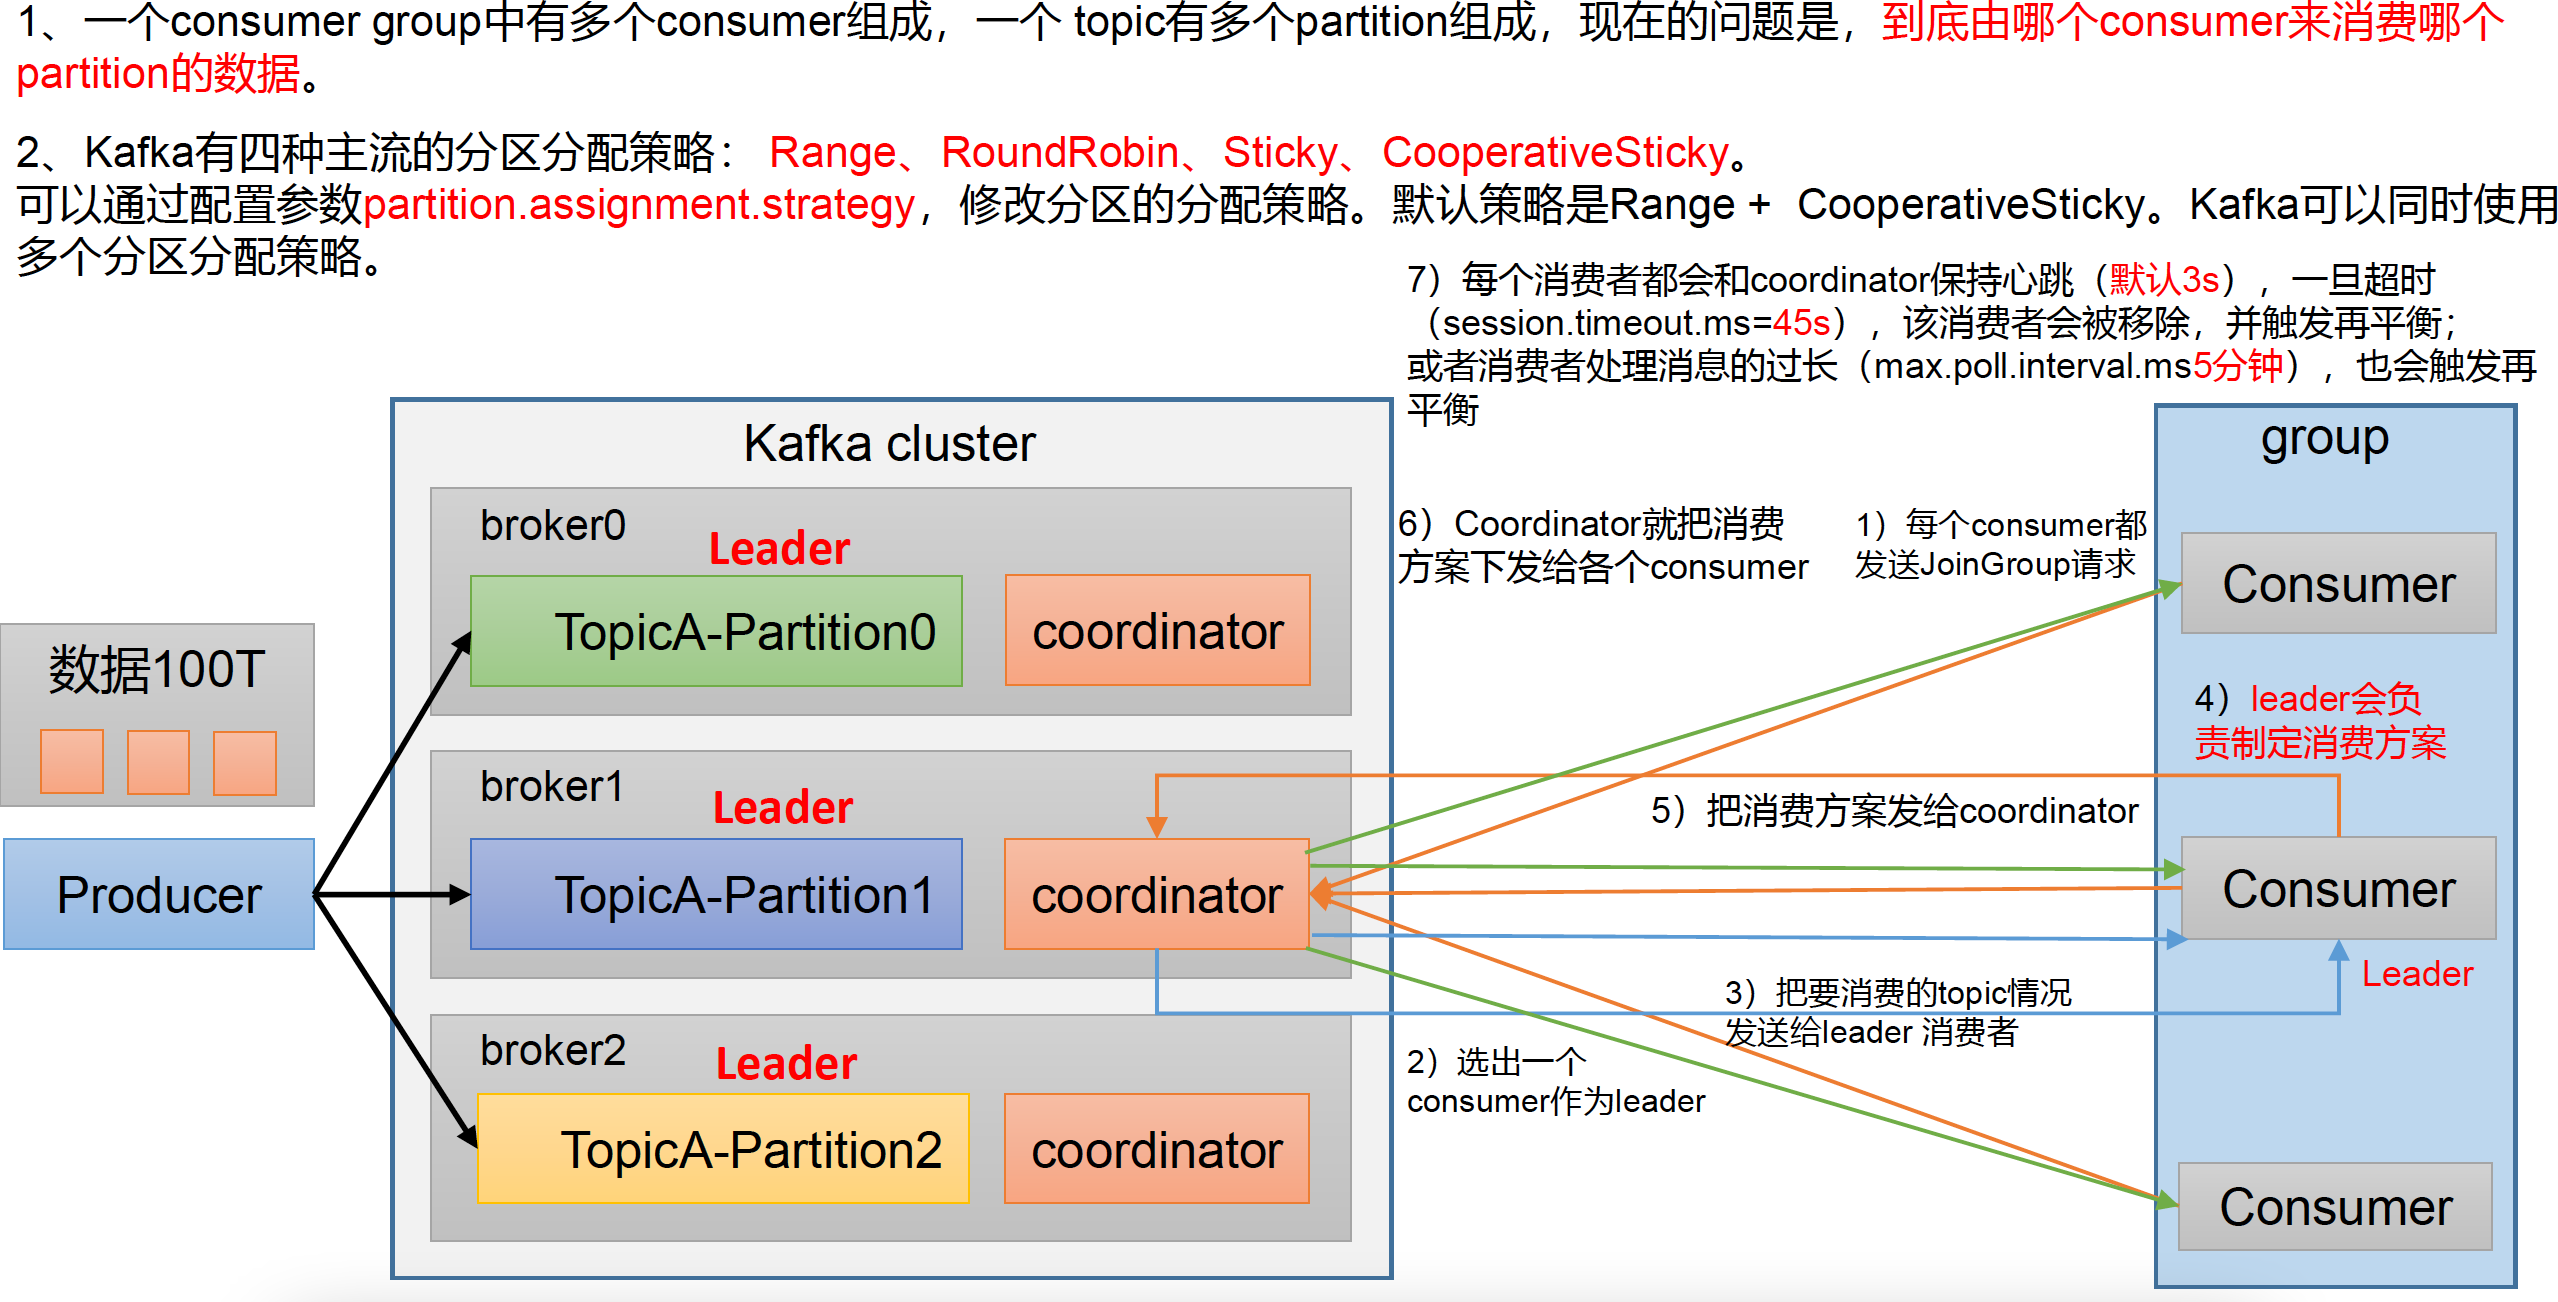 1、一个consumer group中有多个consumer组成，一个 topic有多个partition组成，现在的问题是，到底由哪个consumer来消费哪个
partition的数据。
2、Kafka有四种主流的分区分配策略： Range、RoundRobin、Sticky、CooperativeSticky。
可以通过配置参数partition.assignment.strategy，修改分区的分配策略。默认策略是Range + CooperativeSticky。Kafka可以同时使用
多个分区分配策略。
7）每个消费者都会和coordinator保持心跳（默认3s），一旦超时
（session.timeout.ms=45s），该消费者会被移除，并触发再平衡；
或者消费者处理消息的过长（max.poll.interval.ms5分钟），也会触发再
平衡
Kafka cluster
group
broker0
Leader
TopicA-Partition0
coordinator
6）Coordinator就把消费
方案下发给各个consumer
1）每个consumer都
发送JoinGroup请求
Consumer
数据100T
4）leader会负
责制定消费方案
broker1
Leader
5）把消费方案发给coordinator
Producer
TopicA-Partition1
coordinator
Consumer
Leader
3）把要消费的topic情况
发送给leader 消费者
broker2
Leader
2）选出一个
consumer作为leader
TopicA-Partition2
coordinator
Consumer